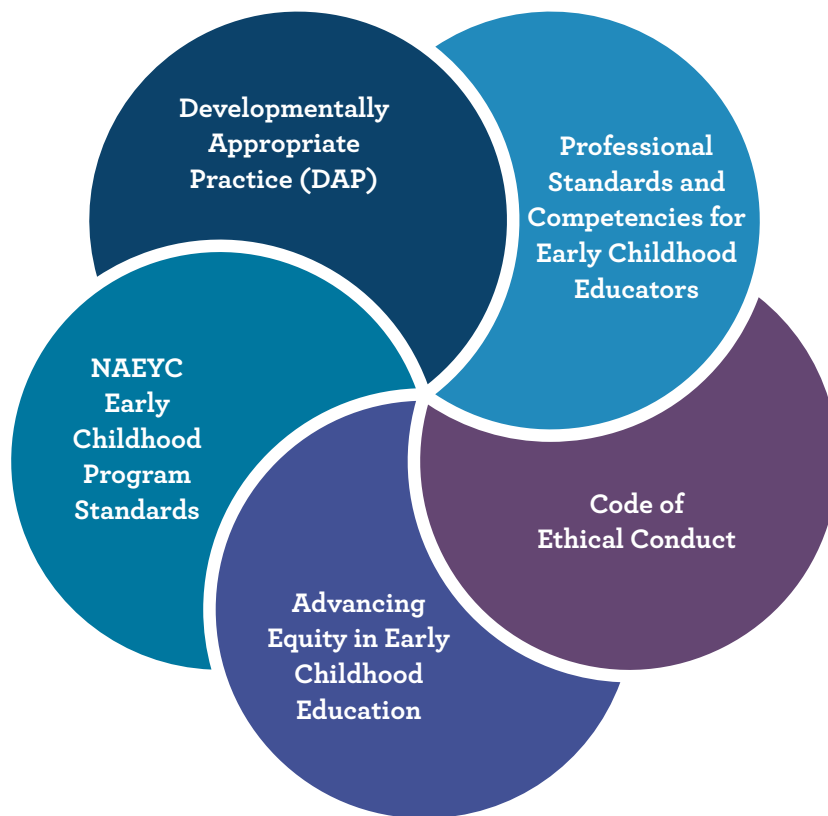 Developmentally
Appropriate
Practice (DAP)
Professional
Standards and
Competencies for
Early Childhood
Educators
NAEYC
Early
Childhood
Program
Standards
Code of
Ethical Conduct
Advancing
Equity in Early
Childhood
Education